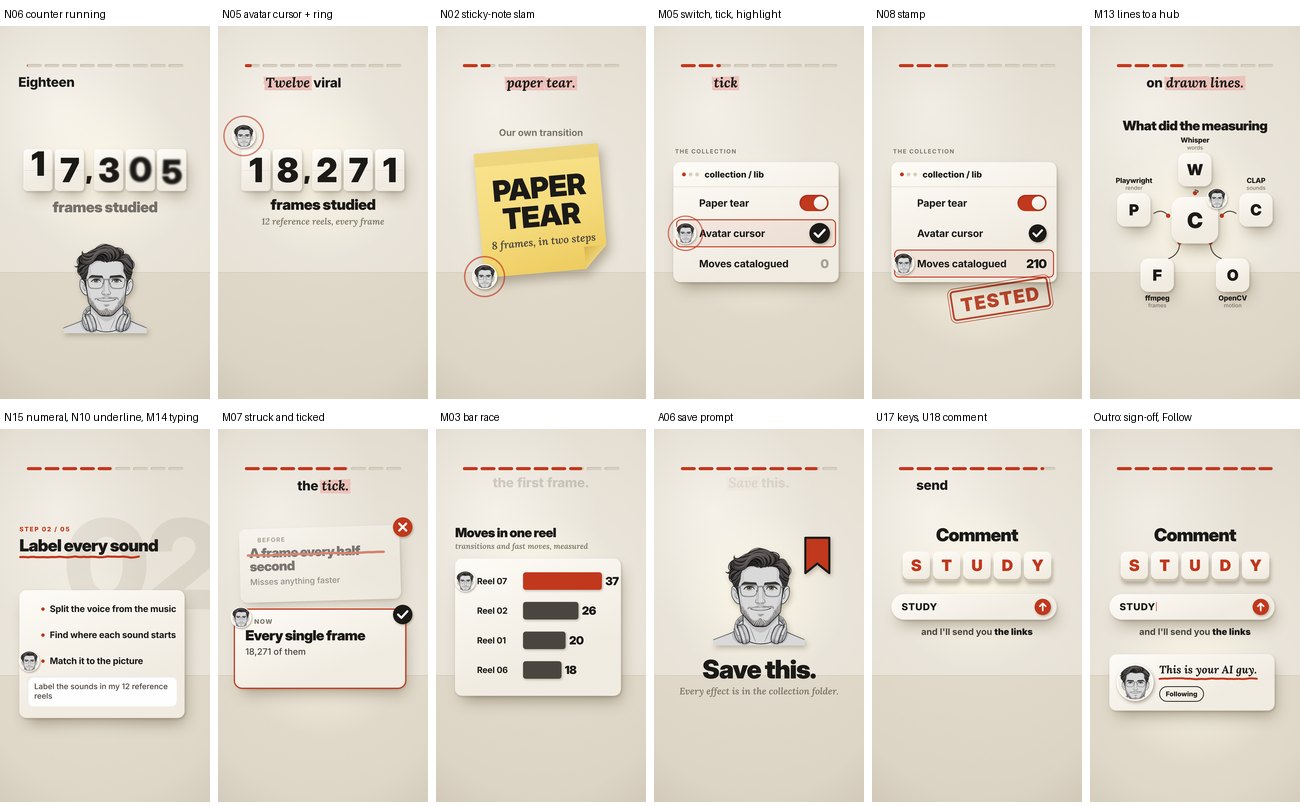 N06 counter running
Eighteen
17,305
frames studied
N05 avatar cursor + ring
Twelve viral
18,271
frames studied
12 reference reels, every frame
N02 sticky-note slam
paper tear.
Our own transition
PAPER
TEAR
8 frames, in two steps
M05 switch, tick, highlight
tick
THE COLLECTION
collection / lib
Paper tear
Avatar cursor
Moves catalogued 0
N08 stamp
THE COLLECTION
collection / lib
Paper tear
Avatar cursor
Moves catalogued 210
TESTED
M13 lines to a hub
on drawn lines.
What did the measuring
Whisper
words
W
Playwright
render
P
CLAP
sounds
C
C
F
ffmpeg
frames
O
OpenCV
motion
N15 numeral, N10 underline, M14 typing
02
STEP 02 / 05
Label every sound
Split the voice from the music
Find where each sound starts
Match it to the picture
Label the sounds in my 12 reference
reels
M07 struck and ticked
the tick.
BEFORE
A frame every half
second
Misses anything faster
NOW
Every single frame
18,271 of them
M03 bar race
the first frame.
Moves in one reel
transitions and fast moves, measured
Reel 07 37
Reel 02 26
Reel 01 20
Reel 06 18
A06 save prompt
Save this.
Save this.
Every effect is in the collection folder.
U17 keys, U18 comment
send
Comment
STUDY
STUDY
and I'll send you the links
Outro: sign-off, Follow
Comment
STUDY
STUDY
and I'll send you the links
This is your AI guy.
Following